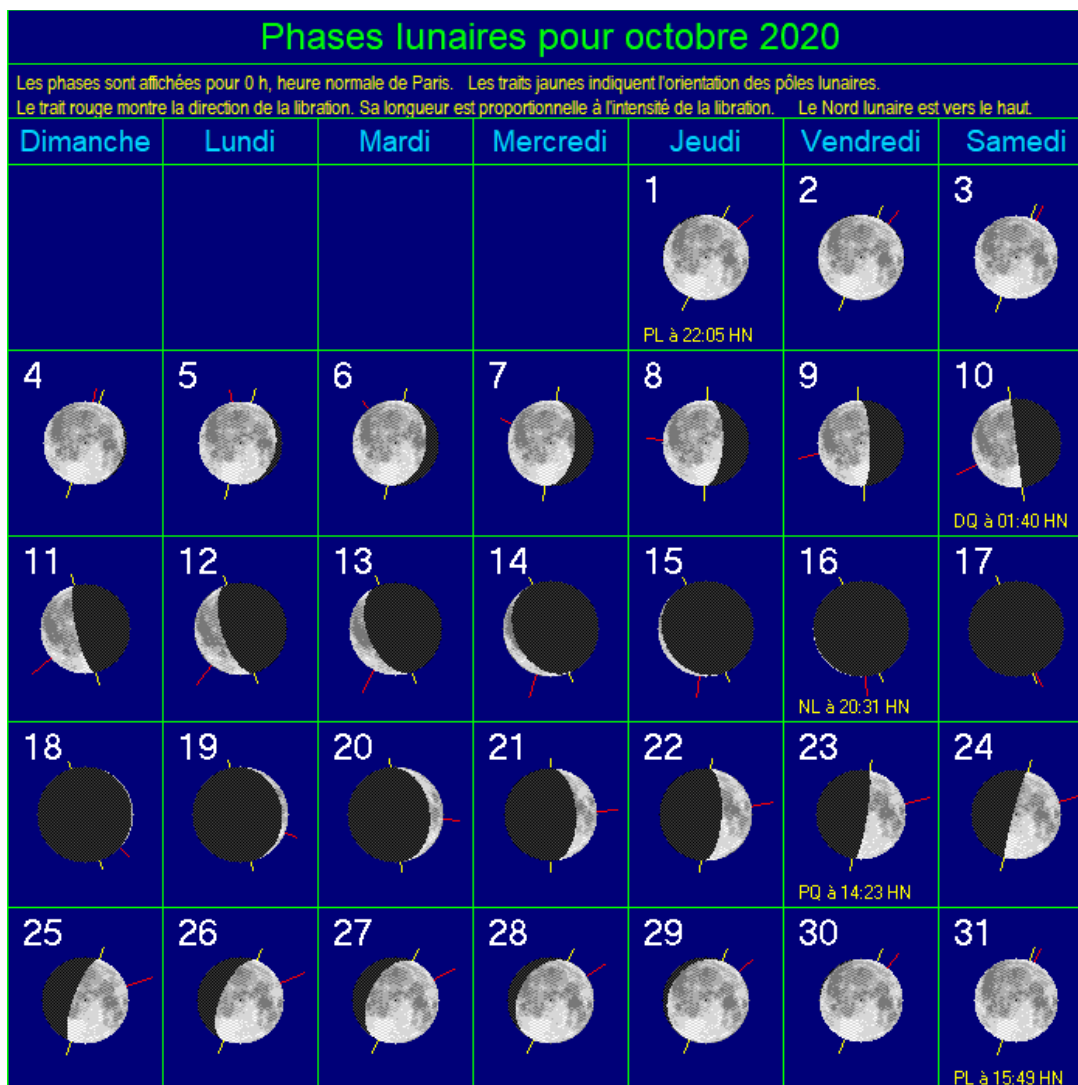 Phases lunaires pour octobre 2020
Les phases sont affichées pour 0 h, heure normale de Paris. Les traits jaunes indiquent l'orientation des pôles lunaires.
Le trait rouge montre la direction de la libration. Sa longueur est proportionnelle à l'intensité de la libration. Le Nord lunaire est vers le haut.
Dimanche Lundi Mardi Mercredi Jeudi Vendredi Samedi
1 2 3
PL à 22:05 HN
4 5 6 7 8 9 10
DQ à 01:40 HN
11 12 13 14 15 16 17
NL à 20:31 HN
18 19 20 21 22 23 24
PQ à 14:23 HN
25 26 27 28 29 30 31
PL à 15:49 HN